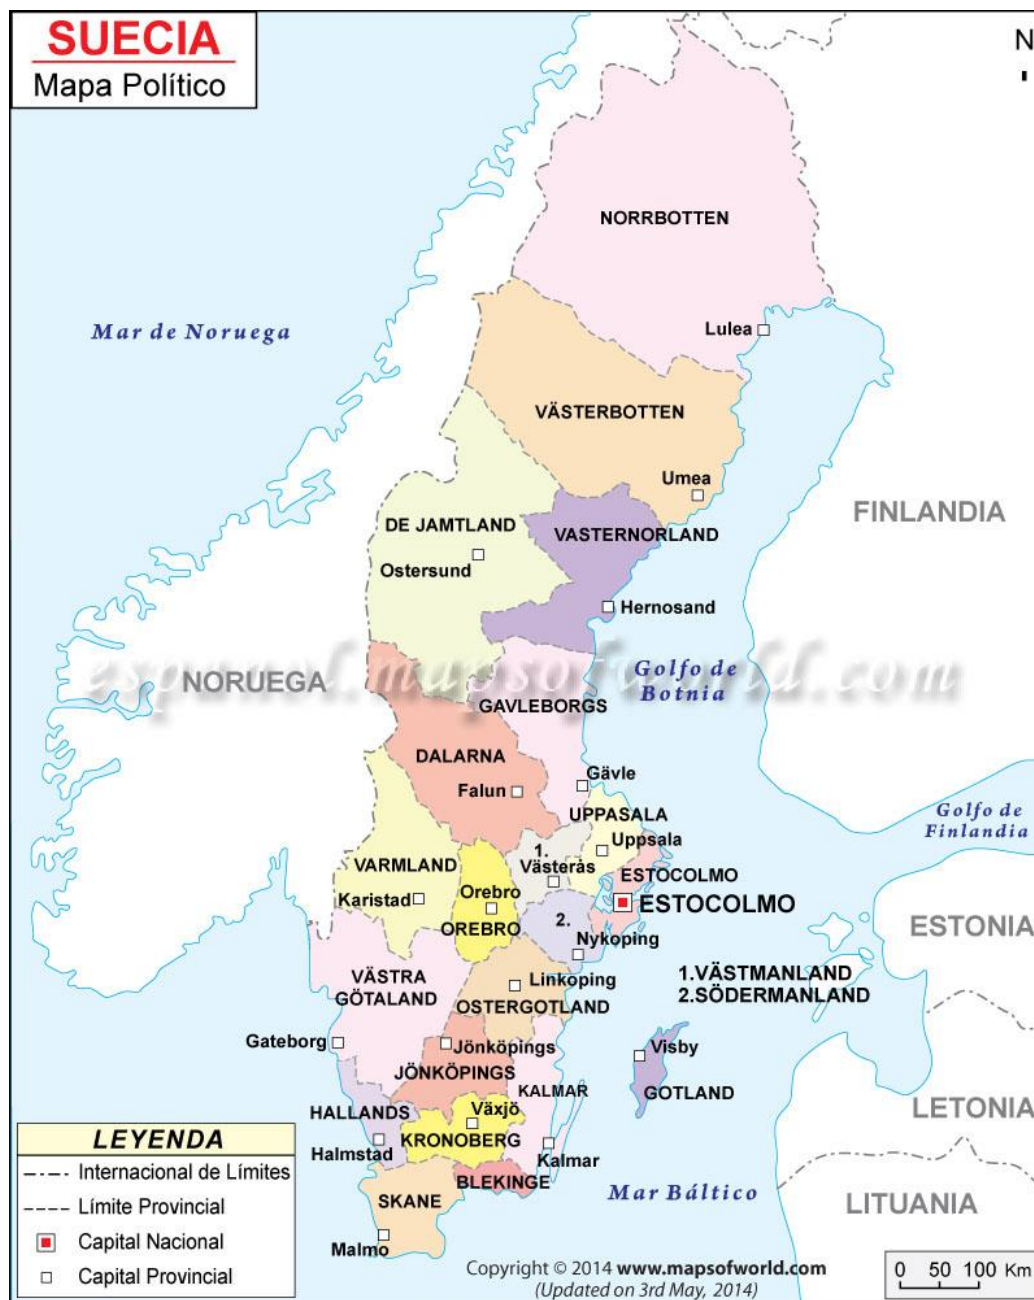 SUECIA
Mapa Político
N
NORRBOTTEN
Mar de Noruega
Lulea
VÄSTERBOTTEN
Umea
FINLANDIA
DE JAMTLAND
VASTERNORLAND
Ostersund
Hernosand
español.mapsofworld.com
Golfo de
Botnia
NORUEGA
GAVLEBORGS
DALARNA
Gävle
Falun
UPPASALA
Golfo de
Finlandia
Uppsala
1.
Västerås
VARMLAND
ESTOCOLMO
Karistad
Orebro
ESTOCOLMO
OREBRO
2.
ESTONIA
Nykoping
VÄSTRA
GÖTALAND
Linkoping
1.VÄSTMANLAND
2.SÖDERMANLAND
OSTERGOTLAND
Gateborg
Jönköpings
Visby
JÖNKÖPINGS
KALMAR
GOTLAND
HALLANDS
Växjö
LETONIA
KRONOBERG
Halmstad
Kalmar
BLEKINGE
Mar Báltico
SKANE
LITUANIA
Malmo
LEYENDA
Internacional de Límites
Límite Provincial
Capital Nacional
Capital Provincial
Copyright © 2014 www.mapsofworld.com
(Updated on 3rd May, 2014)
0 50 100 Km